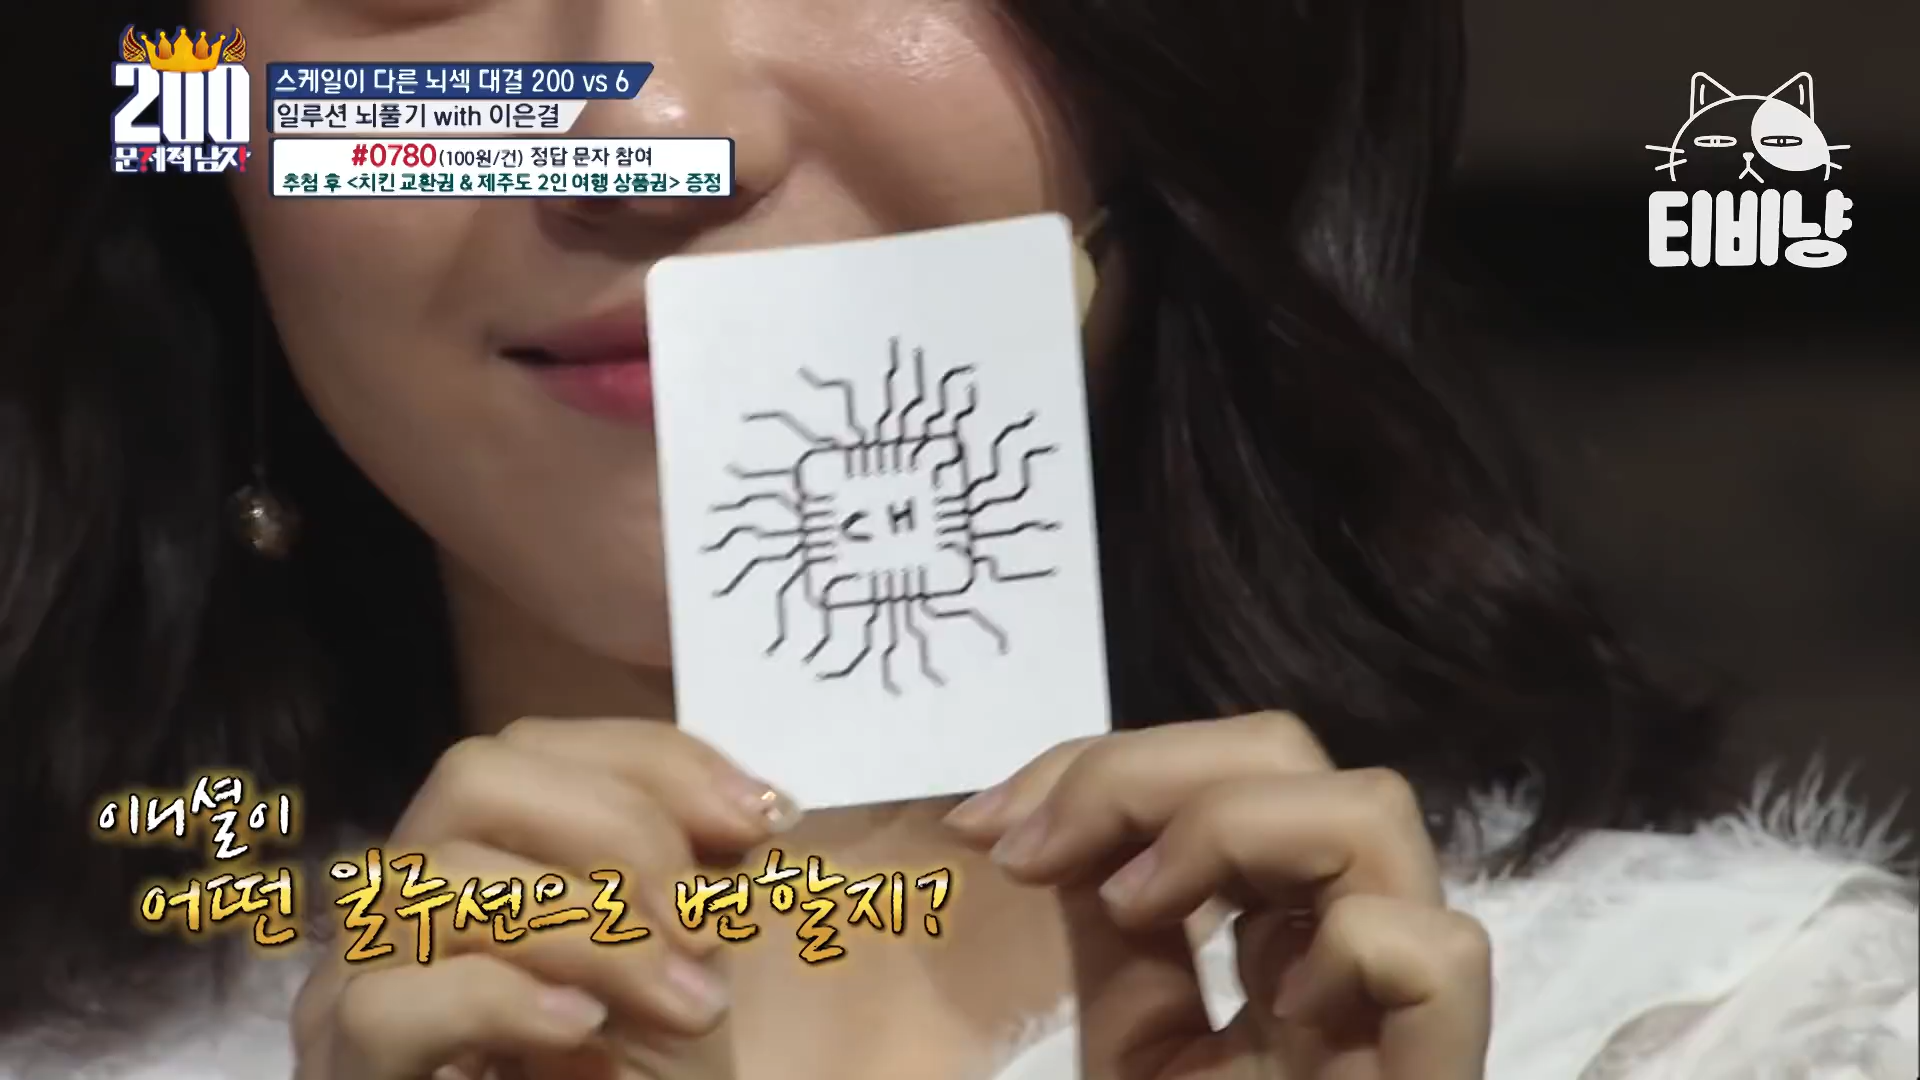 200
문제적남자
스케일이 다른 뇌섹 대결 200 vs 6
일루션 뇌풀기 with 이은결
#0780(100원/건) 정답 문자 참여
추첨 후 <치킨 교환권 & 제주도 2인 여행 상품권> 증정
티비냥
C H
이니셜이
어떤 일루션으로 변할지?